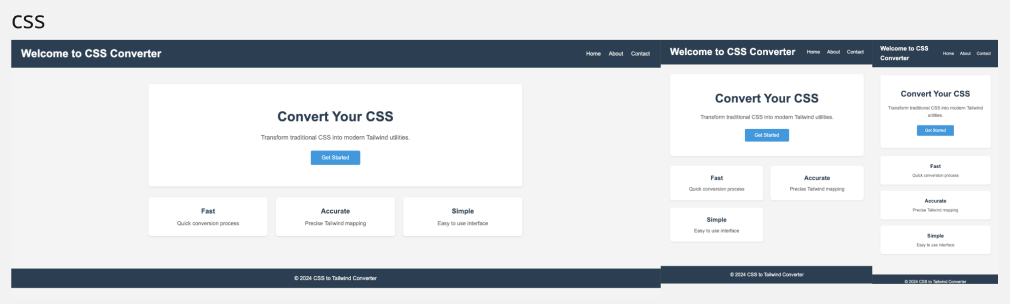 CSS
Welcome to CSS Converter
Home About Contact
Convert Your CSS
Transform traditional CSS into modern Tailwind utilities.
Get Started
Fast
Quick conversion process
Accurate
Precise Tailwind mapping
Simple
Easy to use interface
© 2024 CSS to Tailwind Converter
Welcome to CSS Converter
Home About Contact
Convert Your CSS
Transform traditional CSS into modern Tailwind utilities.
Get Started
Fast
Quick conversion process
Accurate
Precise Tailwind mapping
Simple
Easy to use interface
© 2024 CSS to Tailwind Converter
Welcome to CSS
Converter
Home About Contact
Convert Your CSS
Transform traditional CSS into modern Tailwind
utilities.
Get Started
Fast
Quick conversion process
Accurate
Precise Tailwind mapping
Simple
Easy to use interface
© 2024 CSS to Tailwind Converter